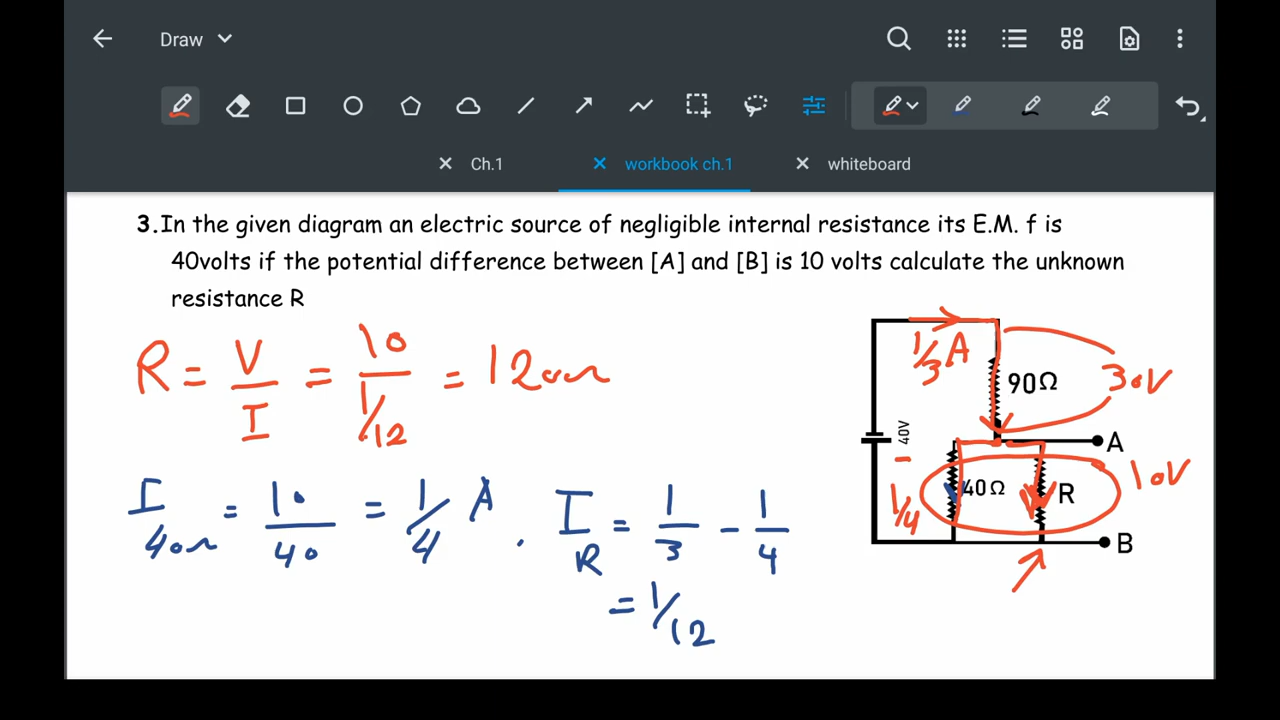 Draw
Ch.1
workbook ch.1
whiteboard
3.In the given diagram an electric source of negligible internal resistance its E.M. f is
40volts if the potential difference between [A] and [B] is 10 volts calculate the unknown
resistance R
R = V/I = 10/1/12 = 120Ω
I 40Ω = 10/40 = 1/4 A . I R = 1/3 - 1/4
= 1/12
1/3 A
90Ω
30V
40V
A
1/4
40Ω
R
10V
B